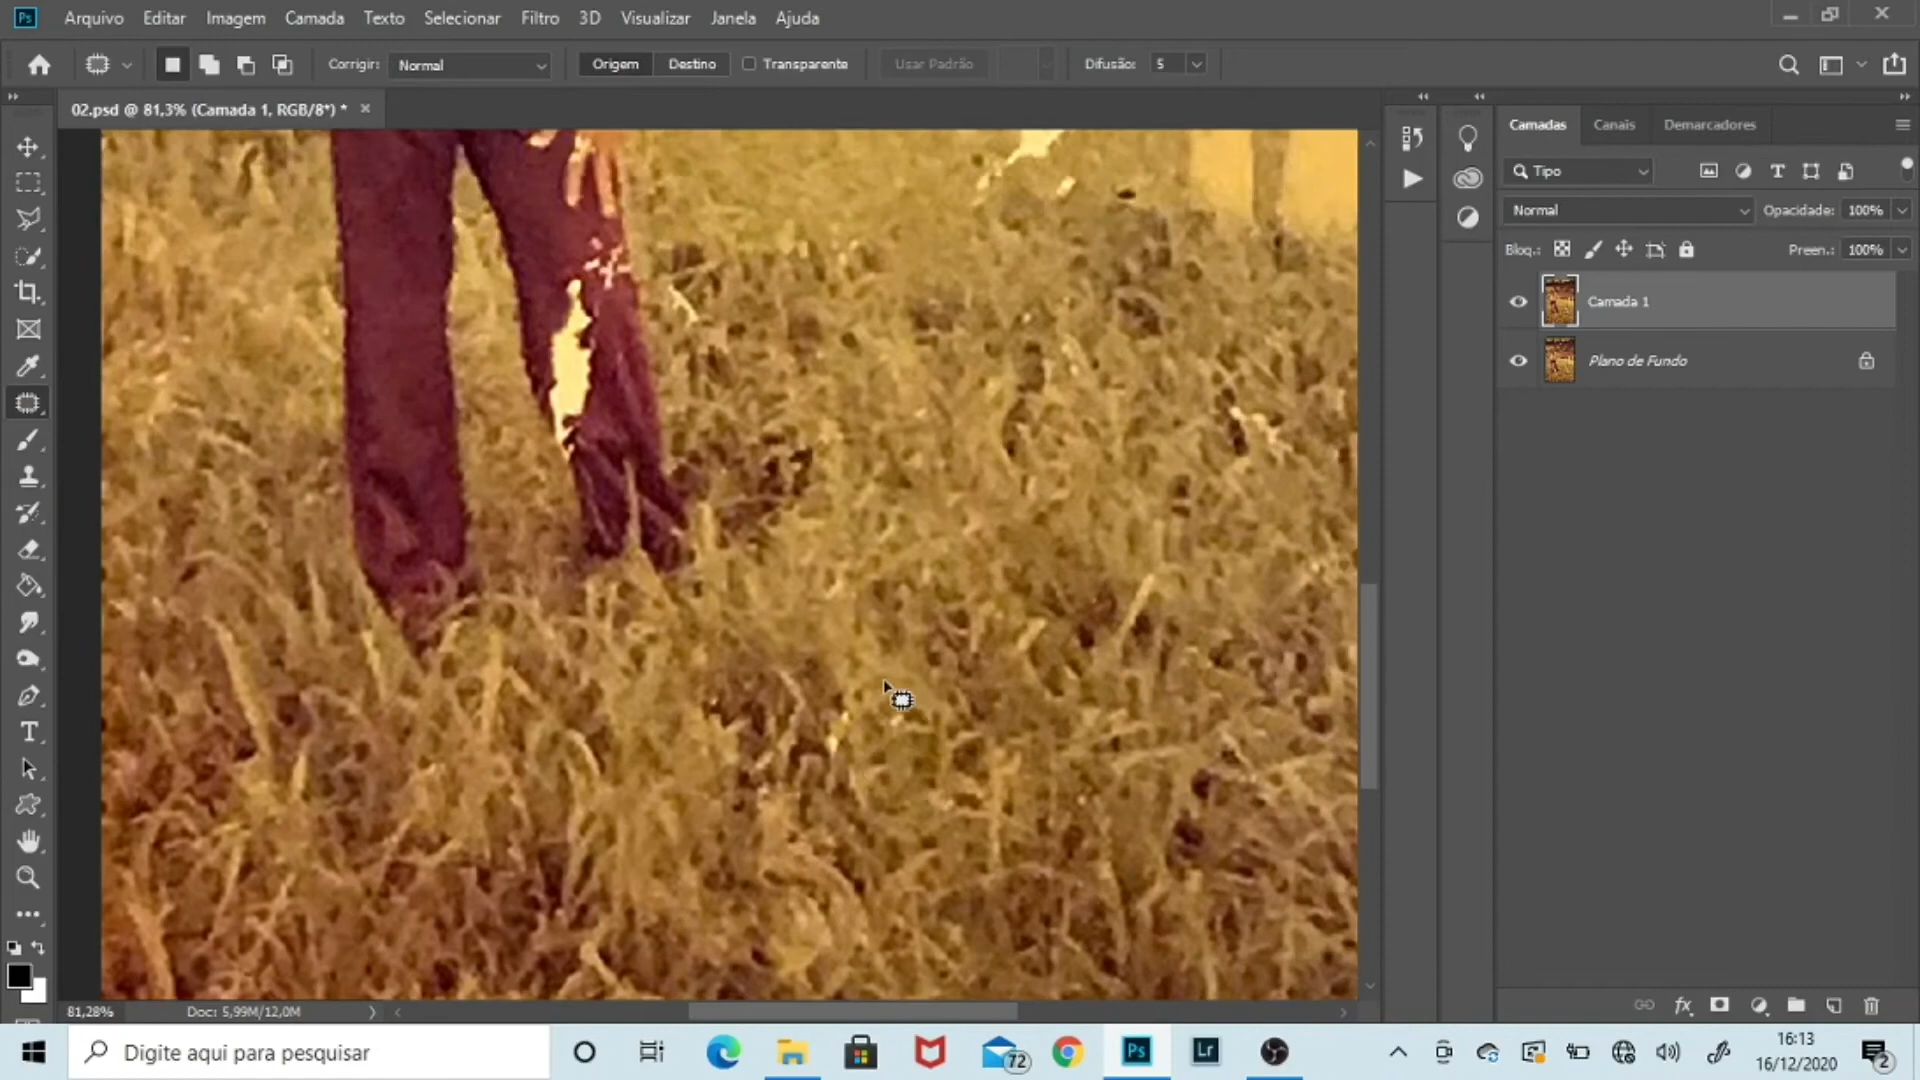 Ps Arquivo Editar Imagem Camada Texto Selecionar Filtro 3D Visualizar Janela Ajuda
Corrigir: Normal Origem Destino Transparente Usar Padrão Difusão: 5
02.psd @ 81,3% (Camada 1, RGB/8*) *
Camadas Canais Demarcadores
Tipo
Normal Opacidade: 100%
Bloq.: Preen.: 100%
Camada 1
Plano de Fundo
81,28% Doc: 5,99M/12,0M
Digite aqui para pesquisar
72
Ps
Lr
16:13
16/12/2020
2